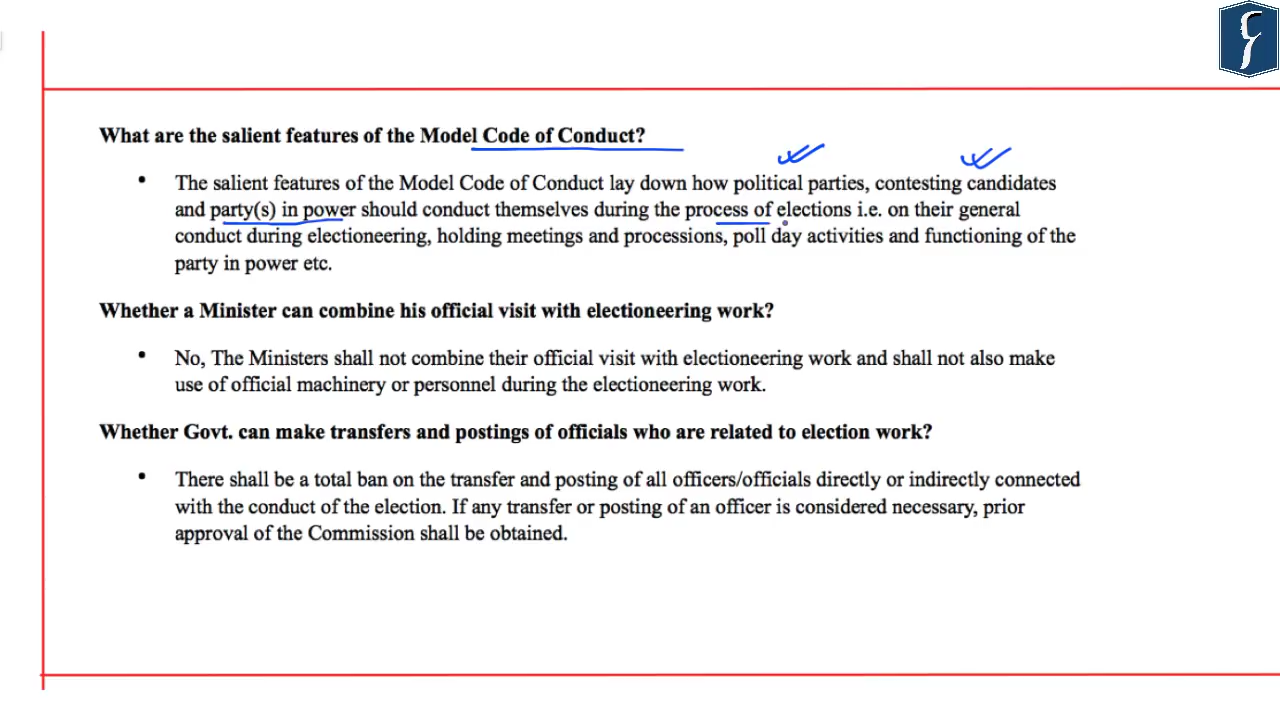 What are the salient features of the Model Code of Conduct?
• The salient features of the Model Code of Conduct lay down how political parties, contesting candidates
and party(s) in power should conduct themselves during the process of elections i.e. on their general
conduct during electioneering, holding meetings and processions, poll day activities and functioning of the
party in power etc.
Whether a Minister can combine his official visit with electioneering work?
• No, The Ministers shall not combine their official visit with electioneering work and shall not also make
use of official machinery or personnel during the electioneering work.
Whether Govt. can make transfers and postings of officials who are related to election work?
• There shall be a total ban on the transfer and posting of all officers/officials directly or indirectly connected
with the conduct of the election. If any transfer or posting of an officer is considered necessary, prior
approval of the Commission shall be obtained.